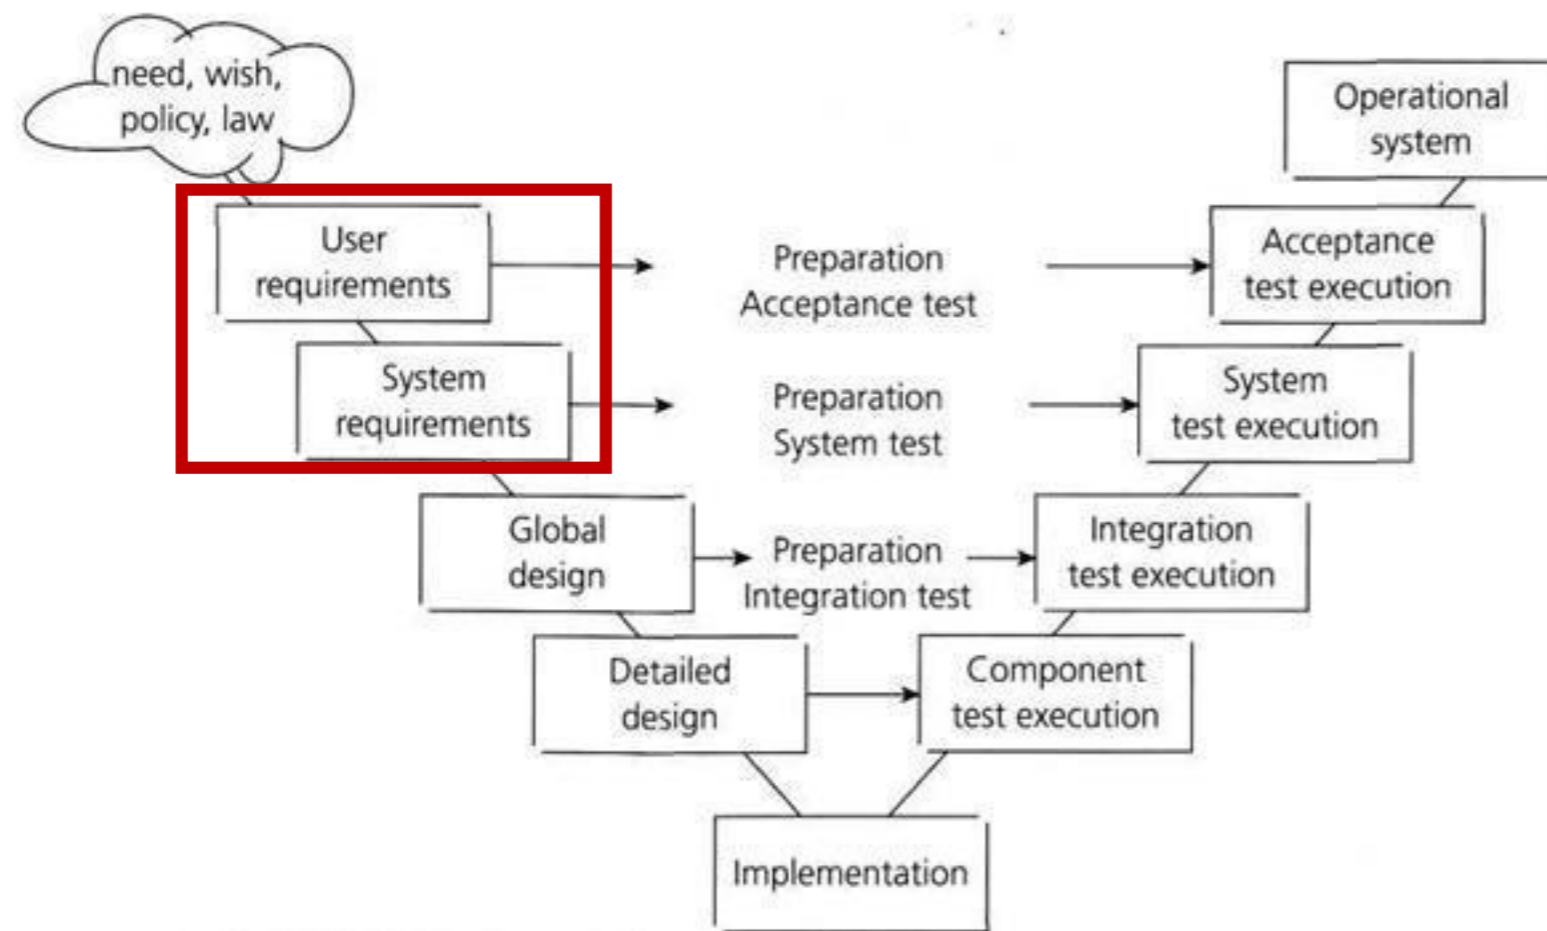 need, wish,
policy, law
Operational
system
User
requirements
Preparation
Acceptance test
Acceptance
test execution
System
requirements
Preparation
System test
System
test execution
Global
design
Preparation
Integration test
Integration
test execution
Detailed
design
Component
test execution
Implementation